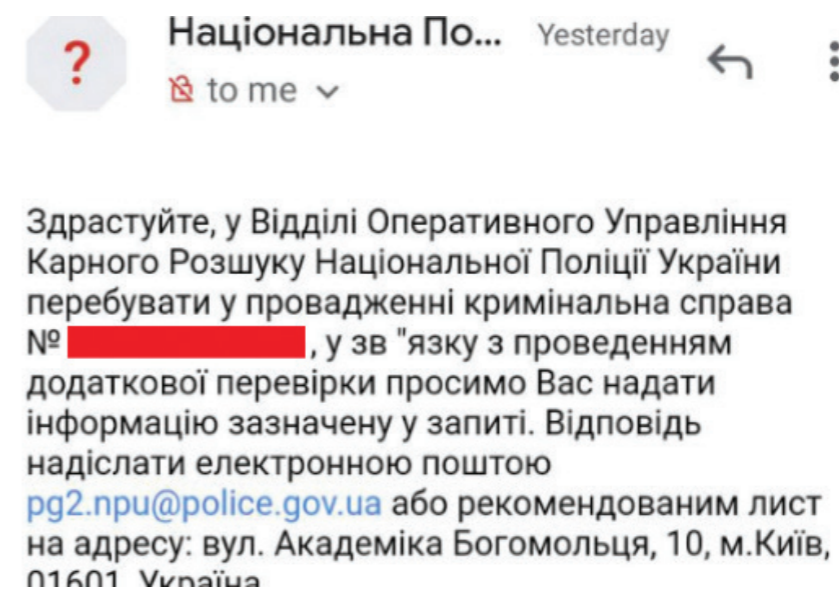 ?
Національна По... Yesterday
to me
Здрастуйте, у Відділі Оперативного Управління
Карного Розшуку Національної Поліції України
перебувати у провадженні кримінальна справа
№ , у зв "язку з проведенням
додаткової перевірки просимо Вас надати
інформацію зазначену у запиті. Відповідь
надіслати електронною поштою
pg2.npu@police.gov.ua або рекомендованим лист
на адресу: вул. Академіка Богомольця, 10, м.Київ,
01601, Україна